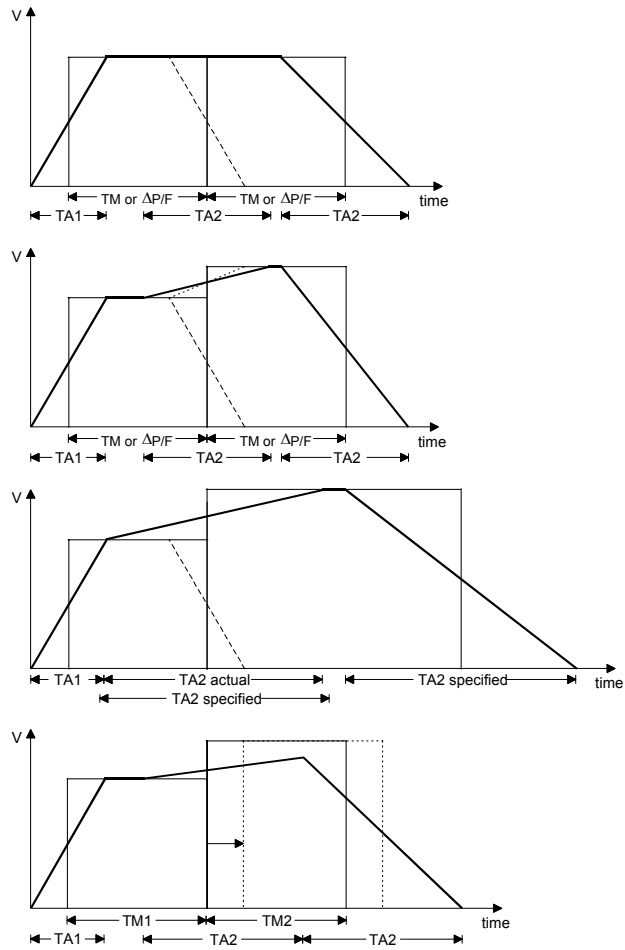 V
TM or ΔP/F TM or ΔP/F time
TA1 TA2 TA2
V
TM or ΔP/F TM or ΔP/F time
TA1 TA2 TA2
V
TA1 TA2 actual TA2 specified time
TA2 specified
V
TM1 TM2 time
TA1 TA2 TA2